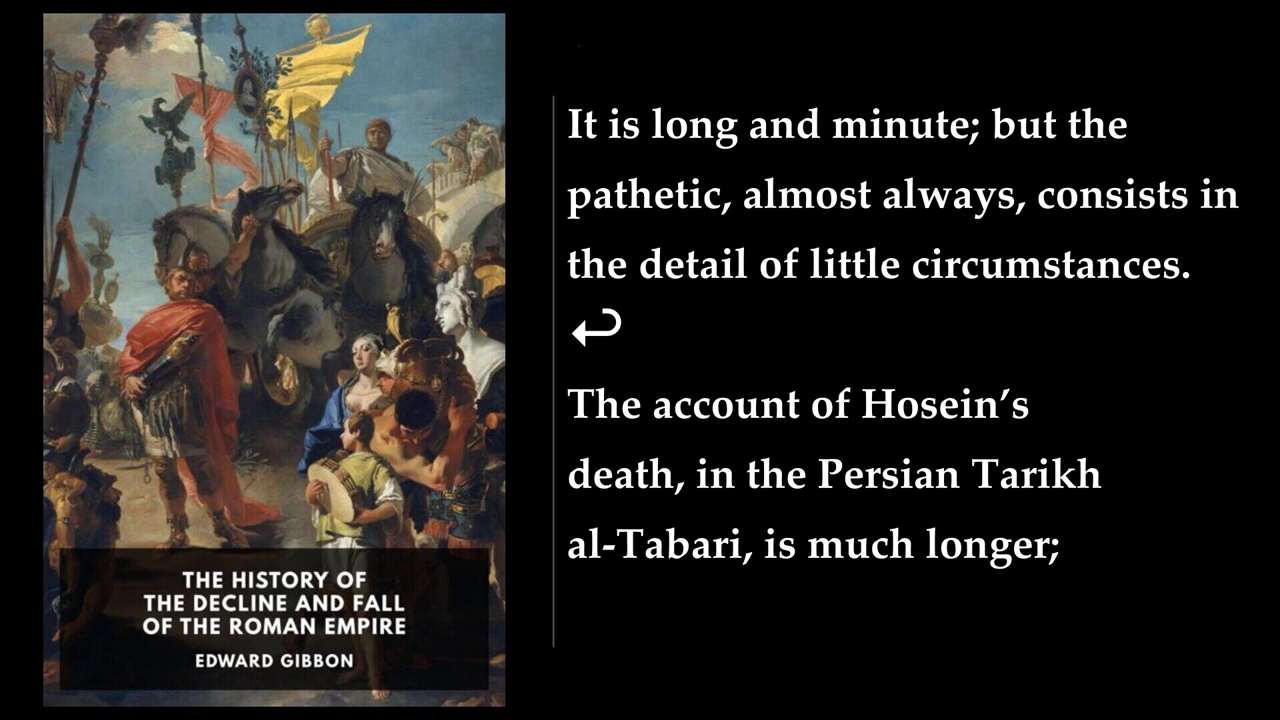 THE HISTORY OF
THE DECLINE AND FALL
OF THE ROMAN EMPIRE
EDWARD GIBBON
It is long and minute; but the
pathetic, almost always, consists in
the detail of little circumstances.
↩
The account of Hosein’s
death, in the Persian Tarikh
al-Tabari, is much longer;